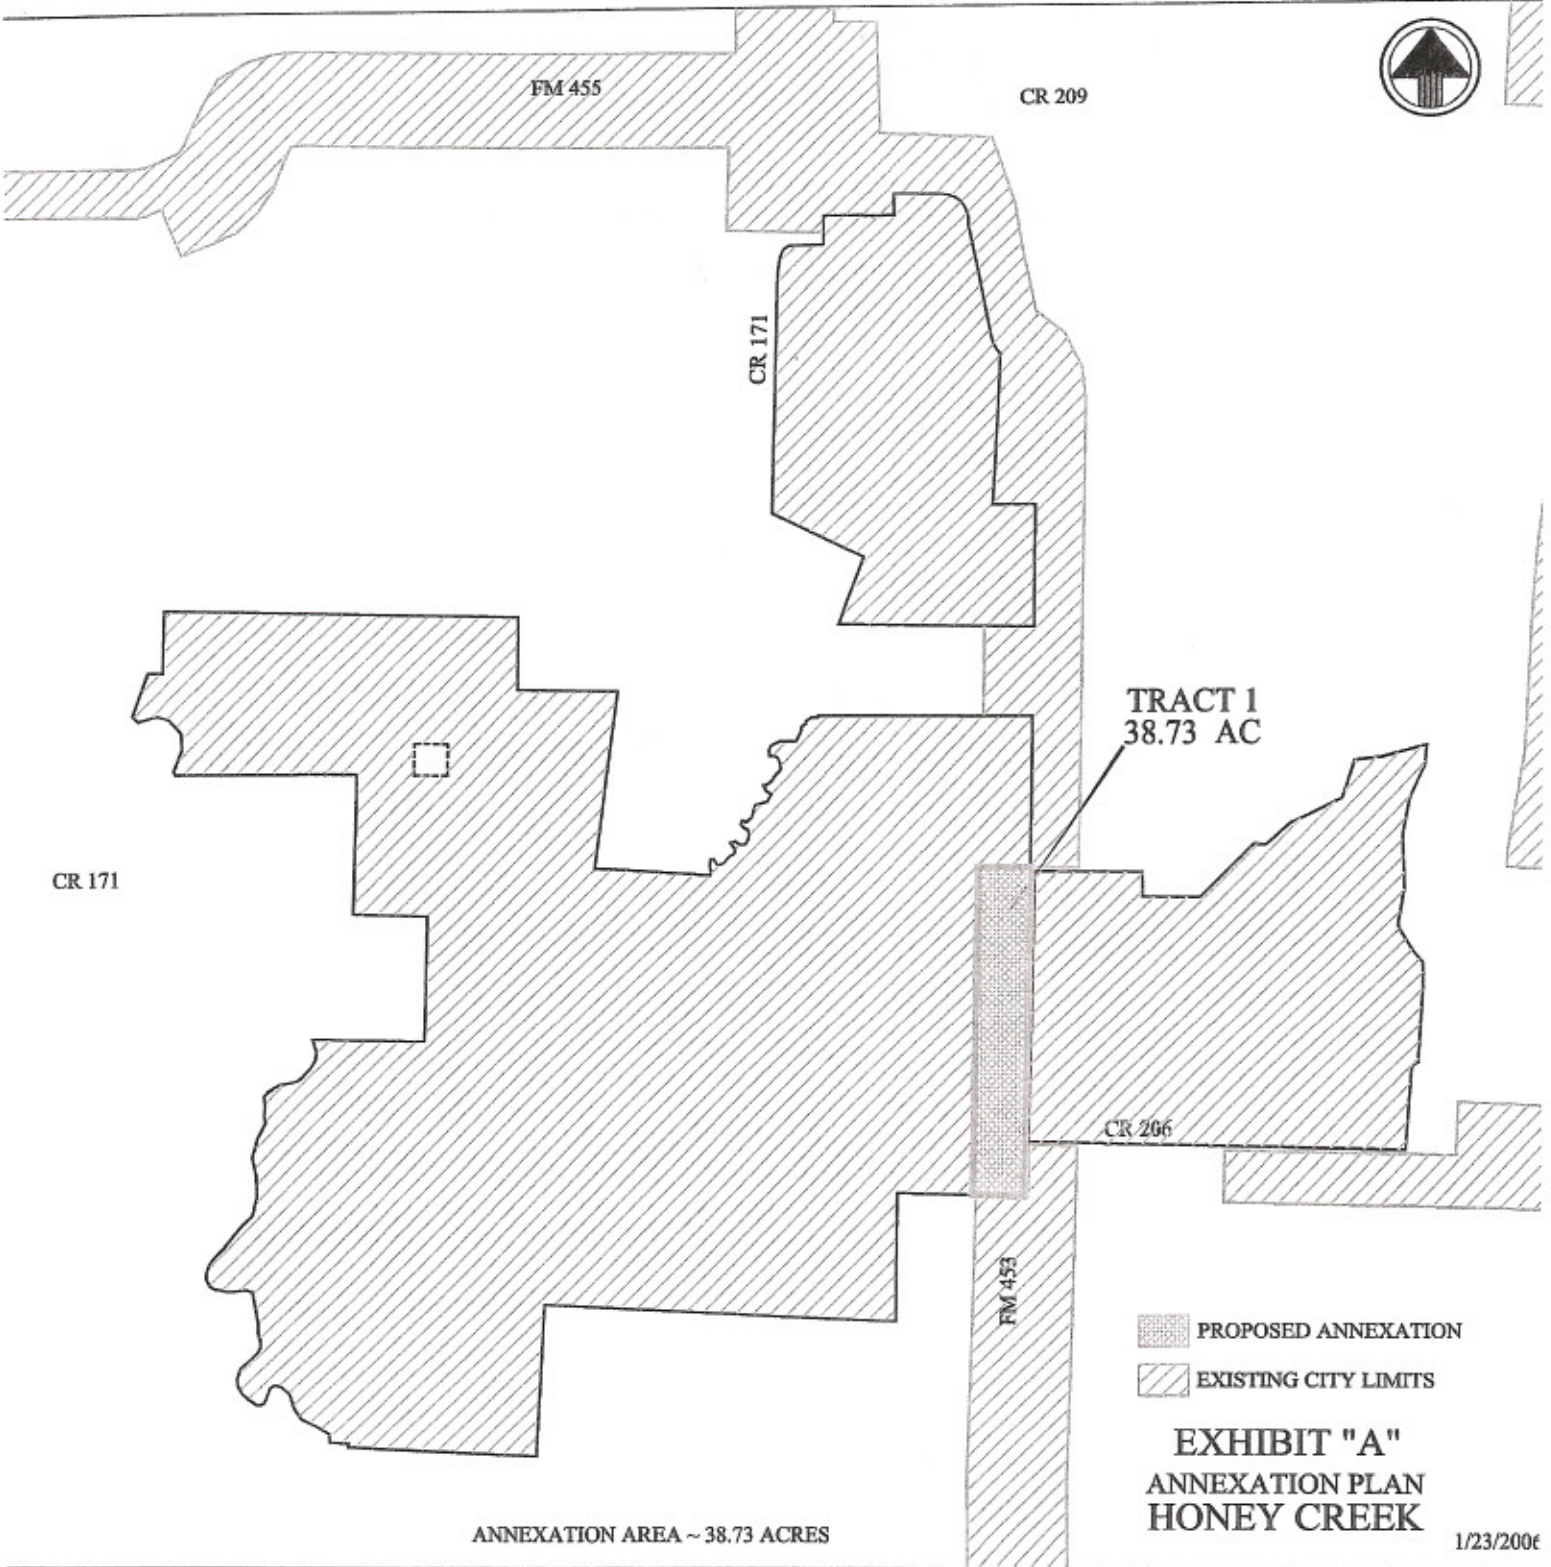 FM 455
CR 209
CR 171
TRACT 1
38.73 AC
CR 171
CR 206
FM 453
PROPOSED ANNEXATION
EXISTING CITY LIMITS
EXHIBIT "A"
ANNEXATION PLAN
HONEY CREEK
ANNEXATION AREA ~ 38.73 ACRES
1/23/2006